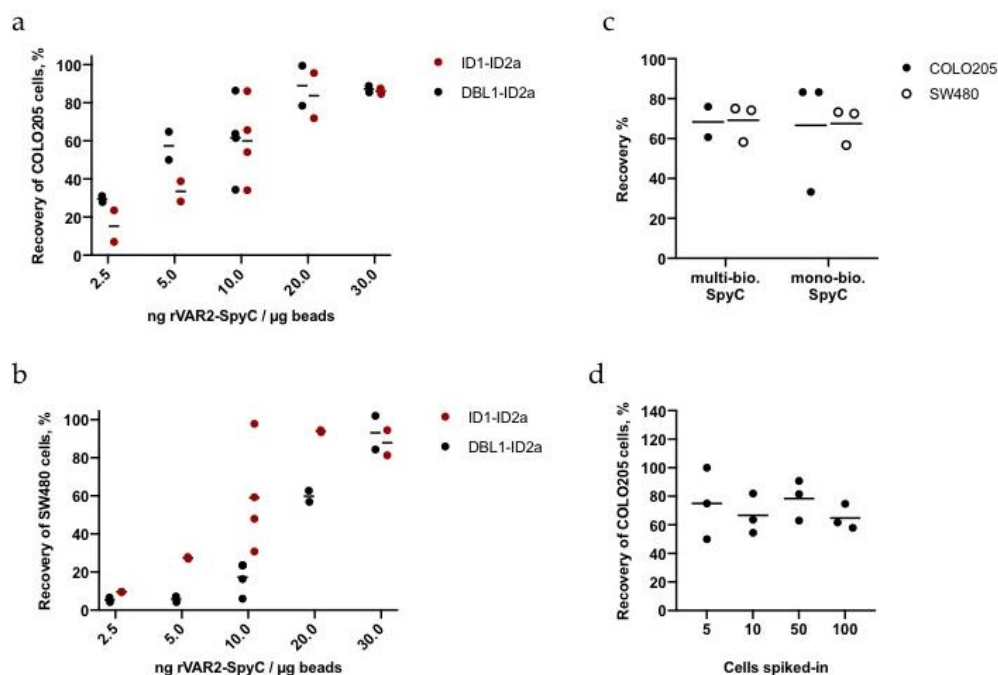 a
Recovery of COLO205 cells, %
100
80
60
40
20
0
2.5
5.0
10.0
20.0
30.0
ng rVAR2-SpyC / µg beads
ID1-ID2a
DBL1-ID2a
c
Recovery %
100
80
60
40
20
0
multi-bio. mono-bio.
SpyC SpyC
COLO205
SW480
b
Recovery of SW480 cells, %
100
80
60
40
20
0
2.5
5.0
10.0
20.0
30.0
ng rVAR2-SpyC / µg beads
ID1-ID2a
DBL1-ID2a
d
Recovery of COLO205 cells, %
140
120
100
80
60
40
20
0
5 10 50 100
Cells spiked-in